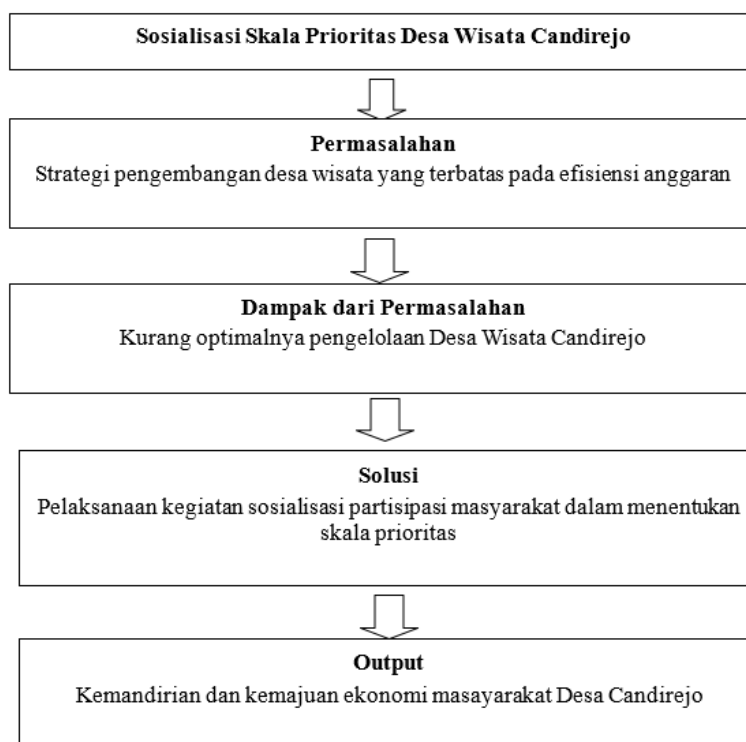 Sosialisasi Skala Prioritas Desa Wisata Candirejo
Permasalahan
Strategi pengembangan desa wisata yang terbatas pada efisiensi anggaran
Dampak dari Permasalahan
Kurang optimalnya pengelolaan Desa Wisata Candirejo
Solusi
Pelaksanaan kegiatan sosialisasi partisipasi masyarakat dalam menentukan
skala prioritas
Output
Kemandirian dan kemajuan ekonomi masayarakat Desa Candirejo